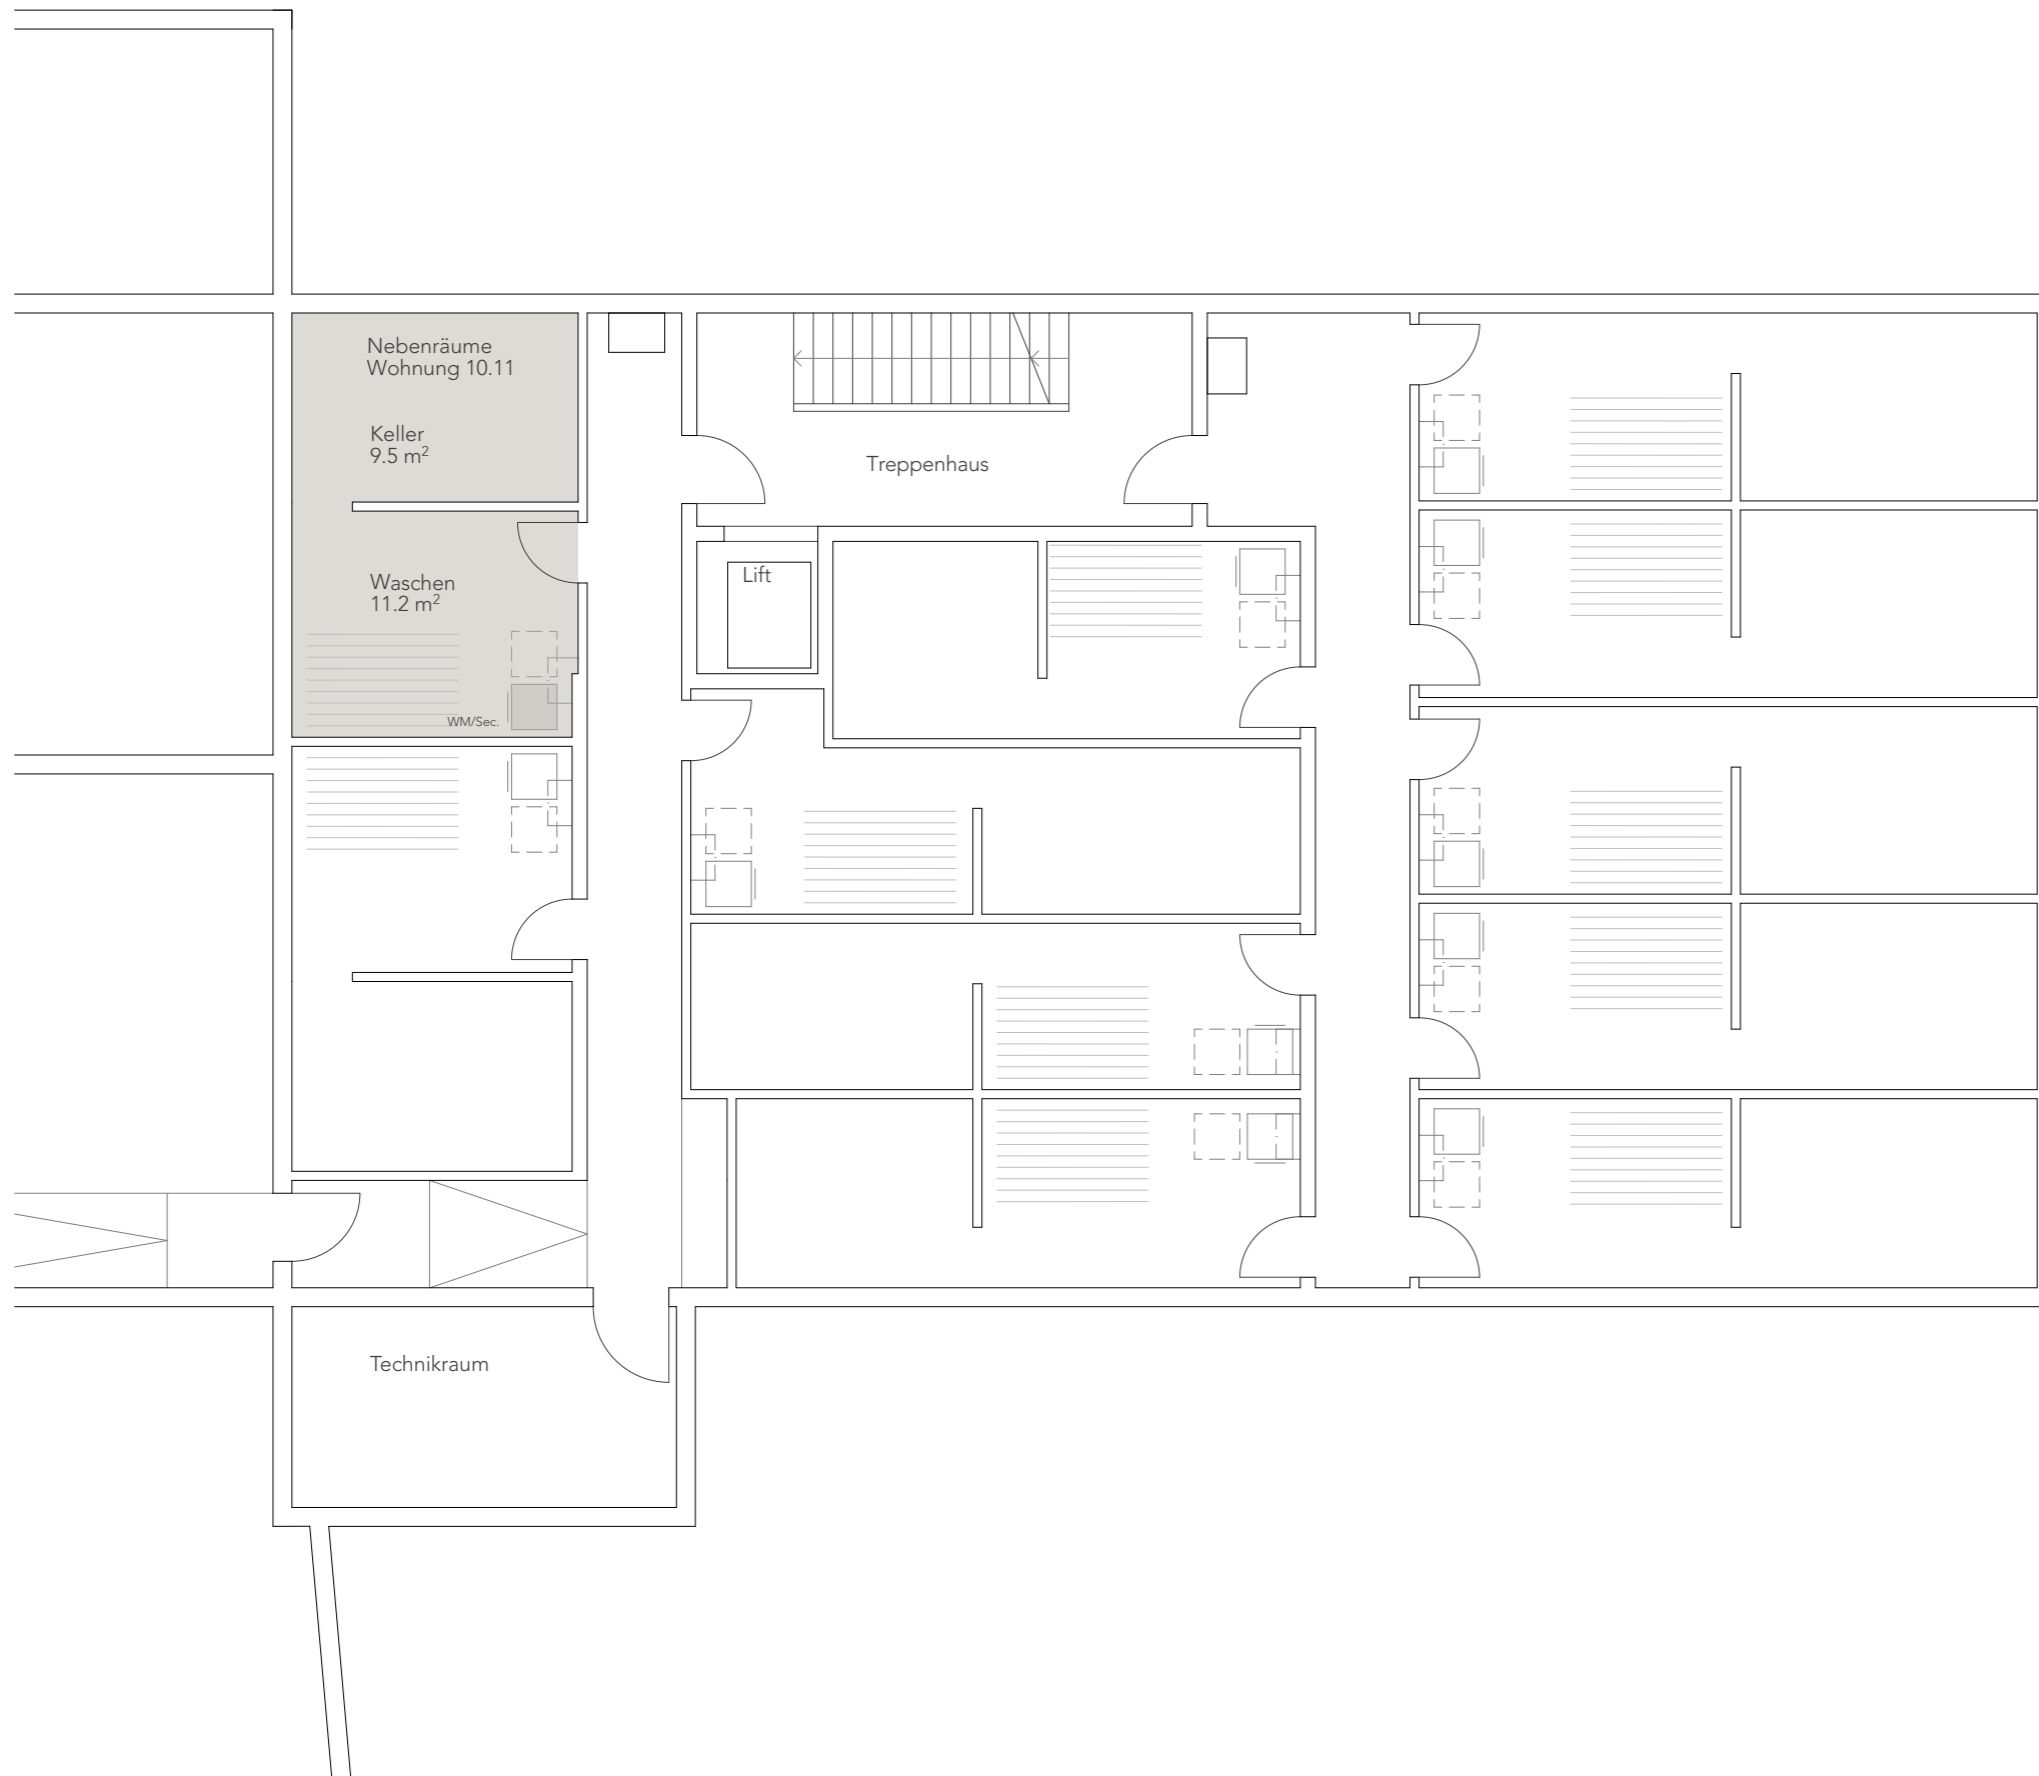 Nebenräume
Wohnung 10.11
Keller
9.5 m²
Treppenhaus
Waschen
11.2 m²
Lift
WM/Sec.
Technikraum